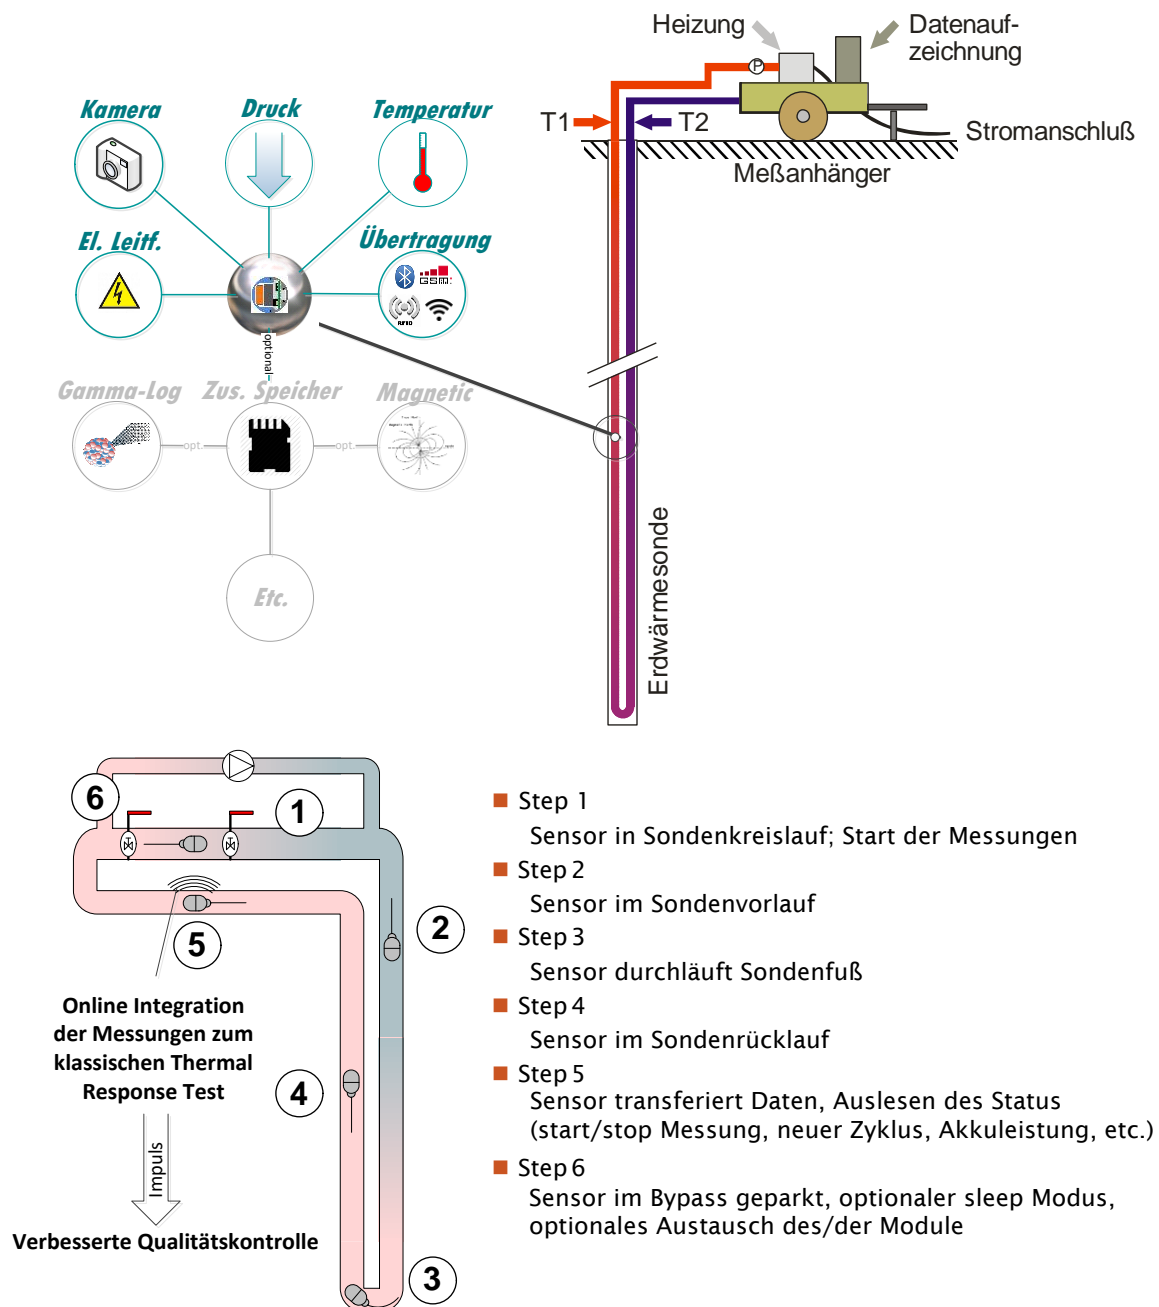 Heizung
Datenauf-
zeichnung
P
T1
T2
Stromanschluß
Meßanhänger
Erdwärmesonde
Kamera
Druck
Temperatur
El. Leitf.
Übertragung
GSM
RFID
optional
Gamma-Log
Zus. Speicher
Magnetic
opt.
opt.
Etc.
6
1
2
5
4
3
Online Integration
der Messungen zum
klassischen Thermal
Response Test
Impuls
Verbesserte Qualitätskontrolle
Step 1
Sensor in Sondenkreislauf; Start der Messungen
Step 2
Sensor im Sondenvorlauf
Step 3
Sensor durchläuft Sondenfuß
Step 4
Sensor im Sondenrücklauf
Step 5
Sensor transferiert Daten, Auslesen des Status
(start/stop Messung, neuer Zyklus, Akkuleistung, etc.)
Step 6
Sensor im Bypass geparkt, optionaler sleep Modus,
optionales Austausch des/der Module